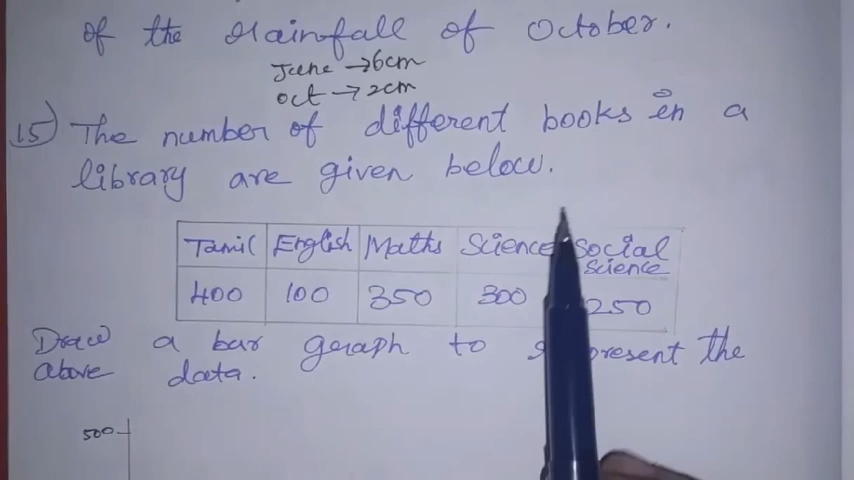 of the rainfall of October.
June → 6cm
Oct → 2cm
15) The number of different books in a
library are given below.
Tamil English Maths Science Social Science
400 100 350 300 250
Draw a bar graph to the
above data.
500